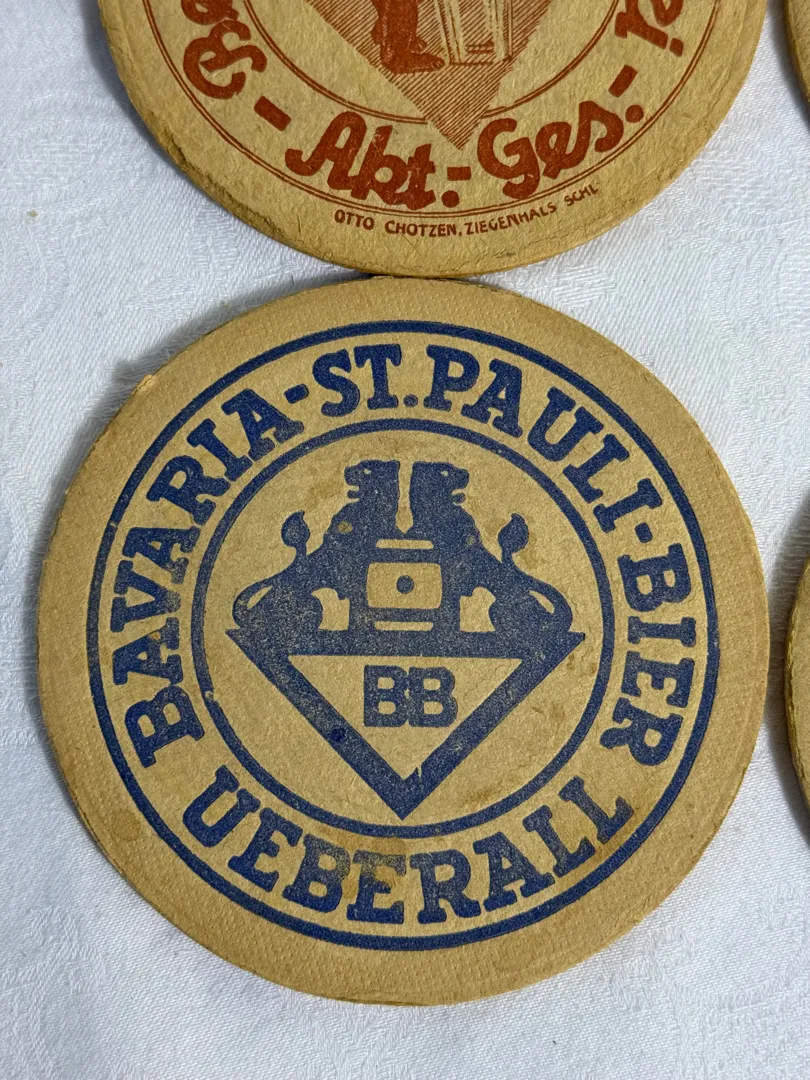 - Akt.-Ges.-
OTTO CHOTZEN, ZIEGENHALS SCHL
BAVARIA-ST.PAULI-BIER
BB
UEBERALL